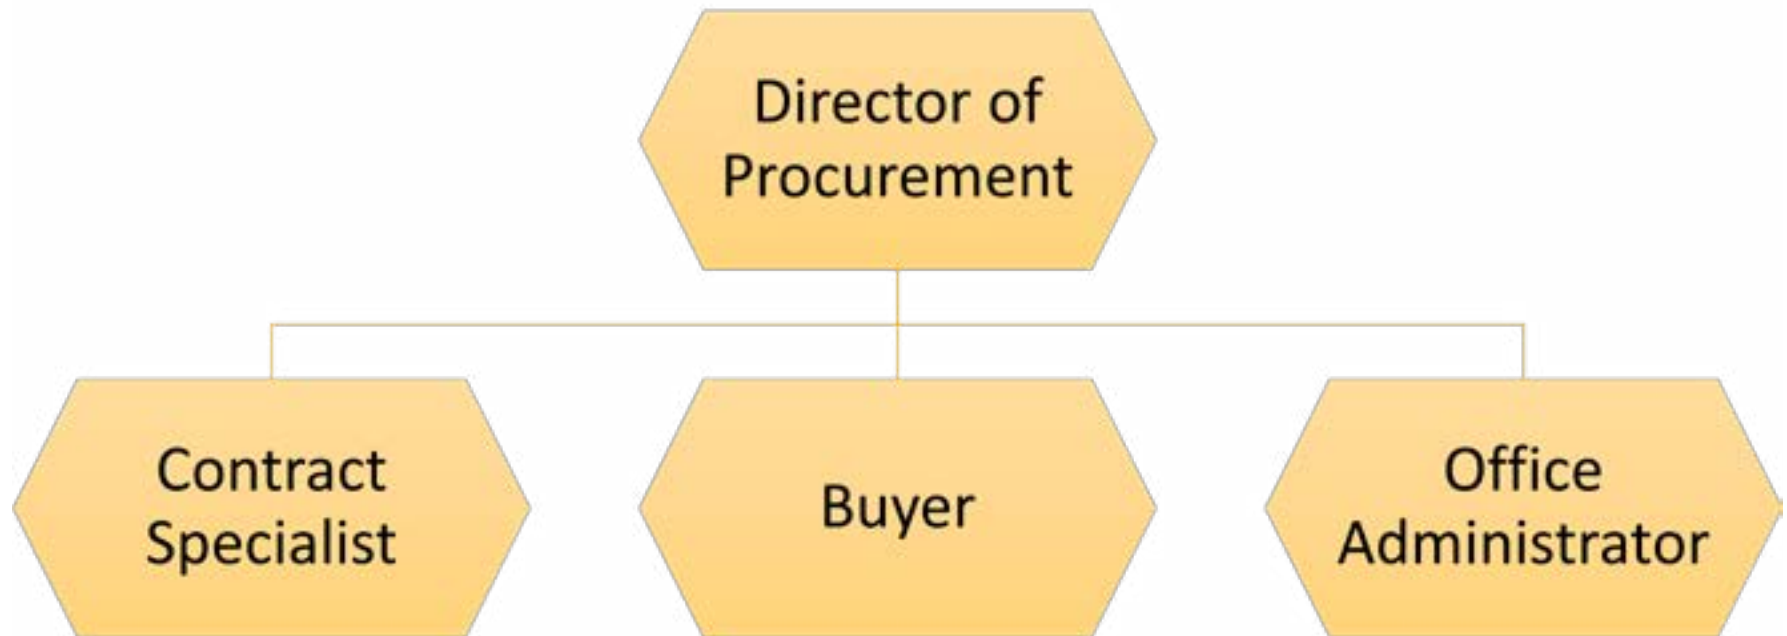 Director of
Procurement
Contract
Specialist
Buyer
Office
Administrator